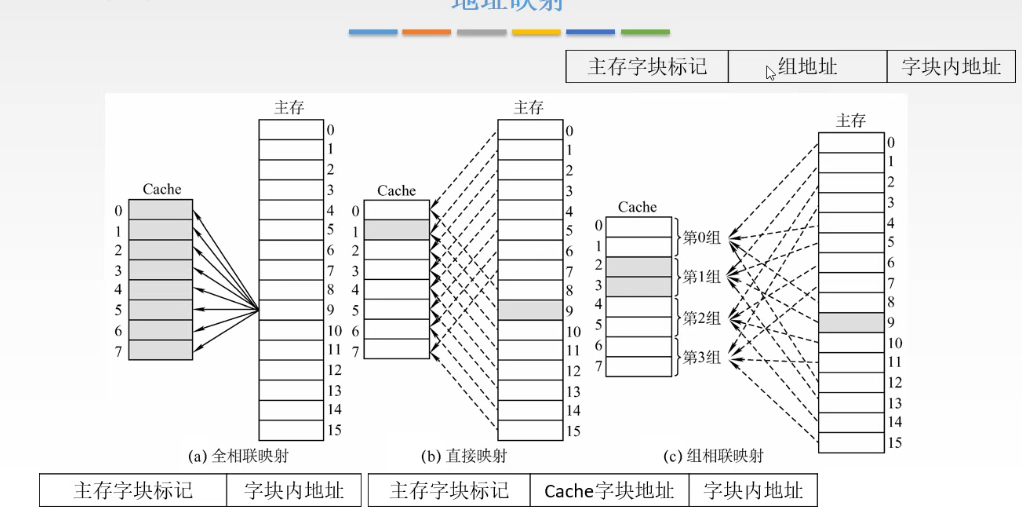 地址映射
主存字块标记 组地址 字块内地址
主存 主存 主存
Cache Cache Cache
0 1 2 3 4 5 6 7
0 1 2 3 4 5 6 7 8 9 10 11 12 13 14 15
0 1 2 3 4 5 6 7
0 1 2 3 4 5 6 7 8 9 10 11 12 13 14 15
0 1 2 3 4 5 6 7
第0组
第1组
第2组
第3组
0 1 2 3 4 5 6 7 8 9 10 11 12 13 14 15
(a) 全相联映射 (b) 直接映射 (c) 组相联映射
主存字块标记 字块内地址 主存字块标记 Cache字块地址 字块内地址